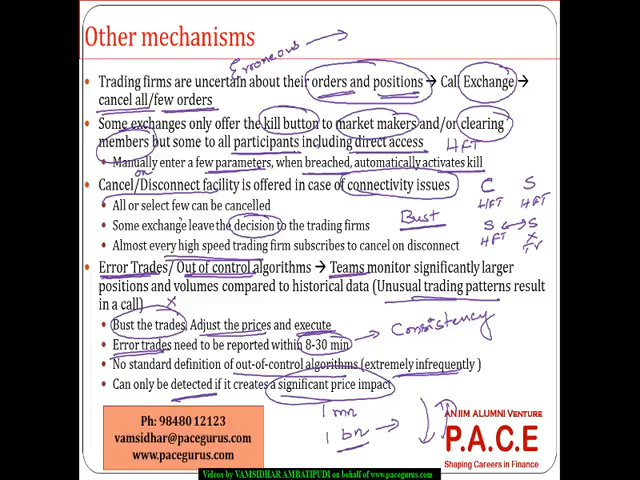 Other mechanisms
Erroneous
Trading firms are uncertain about their orders and positions → Call Exchange →
cancel all/few orders
Some exchanges only offer the kill button to market makers and/or clearing
members but some to all participants including direct access
HFT
Manually enter a few parameters, when breached, automatically activates kill
on
Cancel/Disconnect facility is offered in case of connectivity issues
C S
HFT HFT
All or select few can be cancelled
Bust
Some exchange leave the decision to the trading firms
S S
HFT X
Tr
Almost every high speed trading firm subscribes to cancel on disconnect
Error Trades/ Out of control algorithms → Teams monitor significantly larger
positions and volumes compared to historical data (Unusual trading patterns result
in a call)
X
Bust the trades, Adjust the prices and execute
Consistency
Error trades need to be reported within 8-30 min
No standard definition of out-of-control algorithms (extremely infrequently )
Can only be detected if it creates a significant price impact
1 mn
1 bn
Ph: 98480 12123
vamsidhar@pacegurus.com
www.pacegurus.com
AN IIM ALUMNI VENTURE
P.A.C.E
Shaping Careers in Finance
Videos by VAMSIDHAR AMBATIPUDI on behalf of www.pacegurus.com